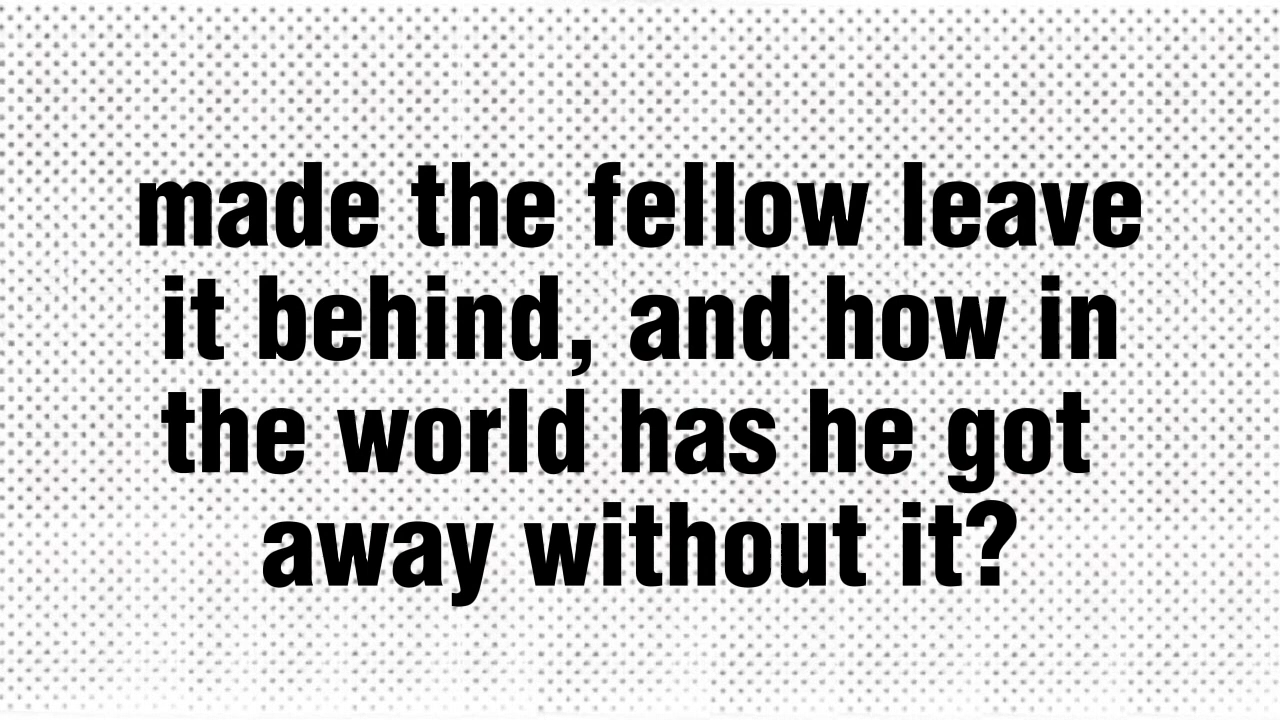 made the fellow leave
it behind, and how in
the world has he got
away without it?